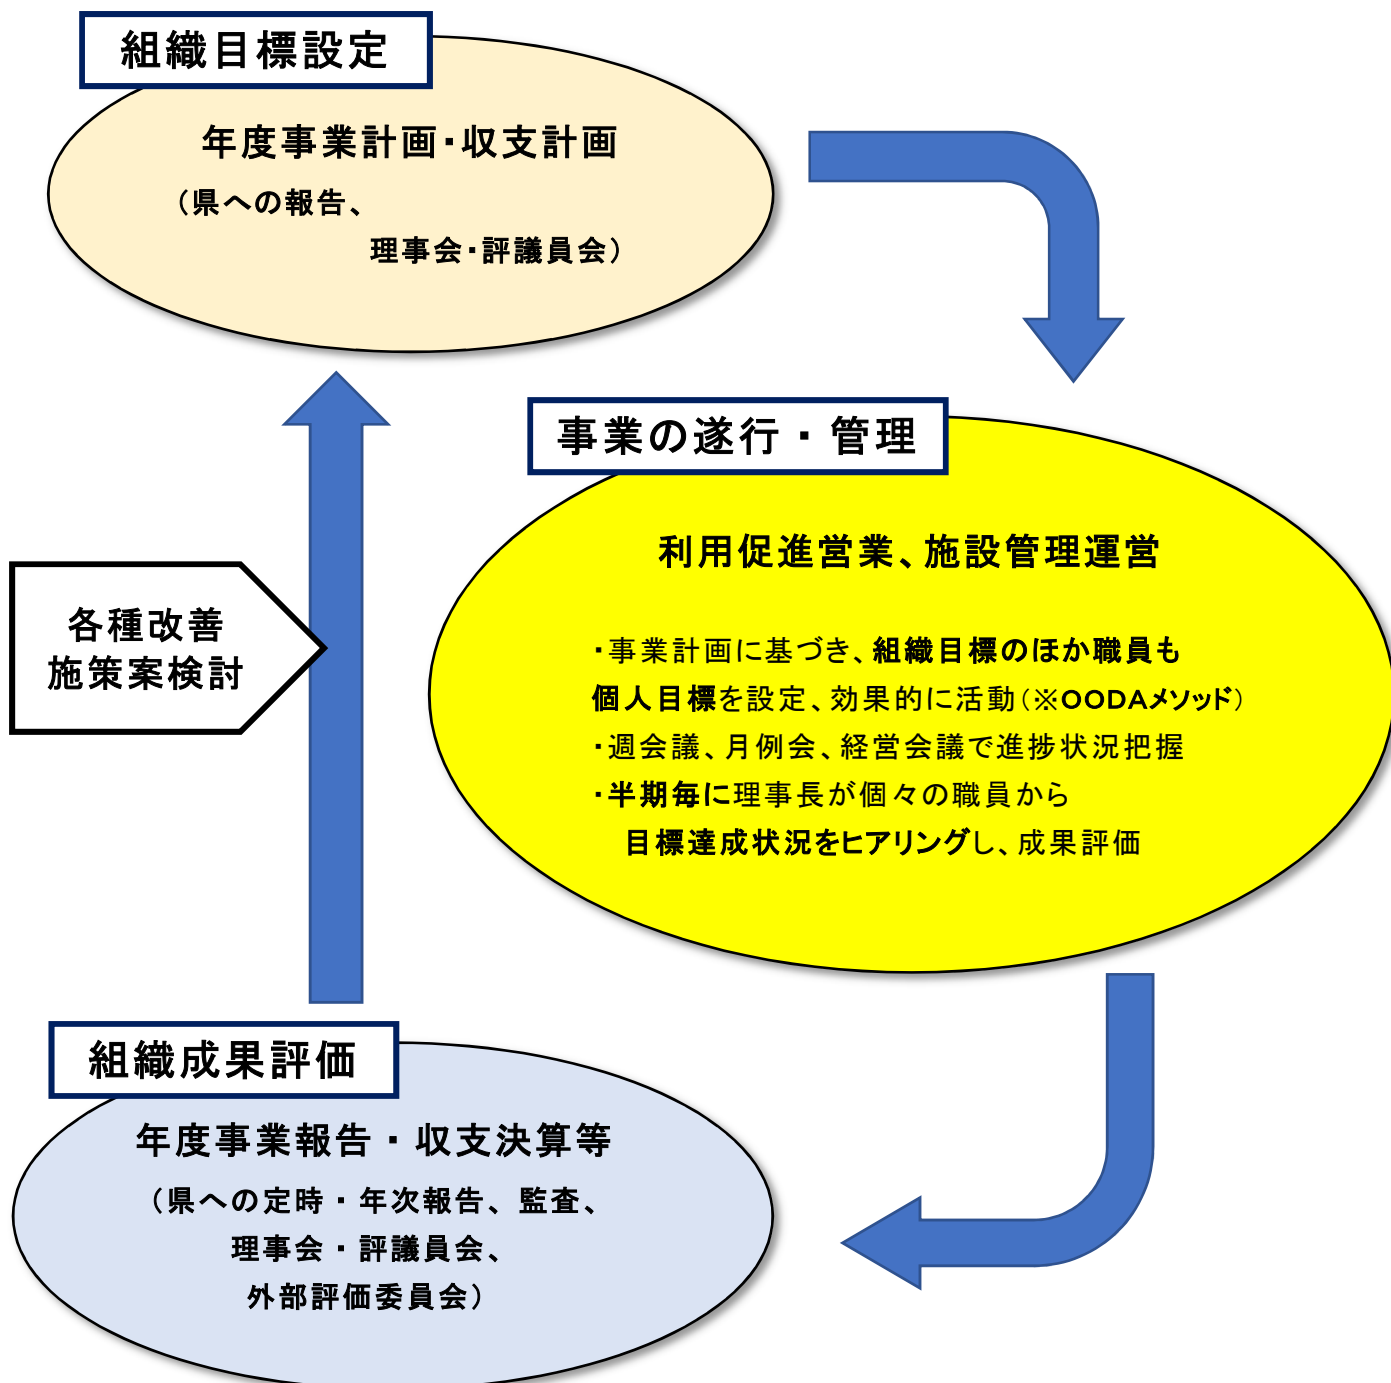 組織目標設定
年度事業計画・収支計画
（県への報告、
理事会・評議員会）
事業の遂行・管理
利用促進営業、施設管理運営
・事業計画に基づき、組織目標のほか職員も
個人目標を設定、効果的に活動（※OODAメソッド）
・週会議、月例会、経営会議で進捗状況把握
・半期毎に理事長が個々の職員から
目標達成状況をヒアリングし、成果評価
各種改善
施策案検討
組織成果評価
年度事業報告・収支決算等
（県への定時・年次報告、監査、
理事会・評議員会、
外部評価委員会）